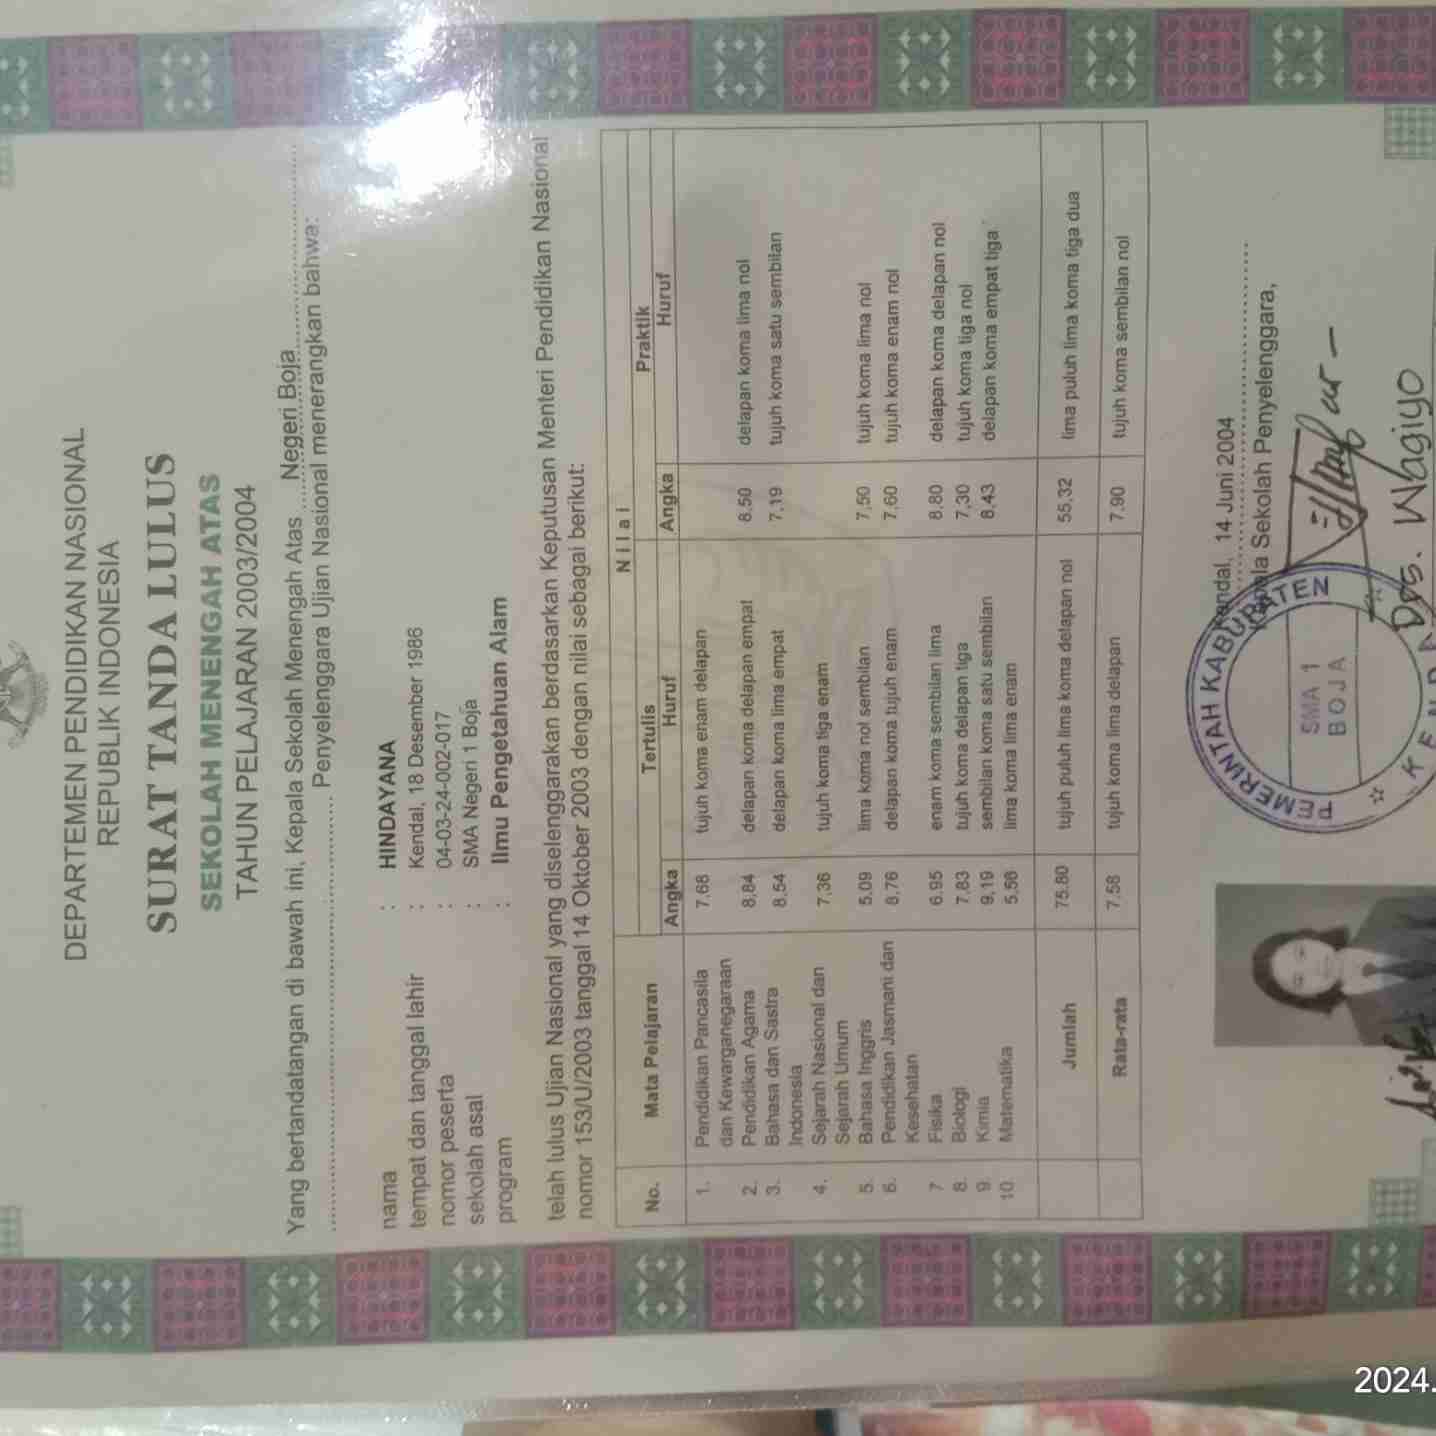 DEPARTEMEN PENDIDIKAN NASIONAL
REPUBLIK INDONESIA
SURAT TANDA LULUS
SEKOLAH MENENGAH ATAS
TAHUN PELAJARAN 2003/2004
Yang bertandatangan di bawah ini, Kepala Sekolah Menengah Atas Negeri Boja
Penyelenggara Ujian Nasional menerangkan bahwa:
nama : HINDAYANA
tempat dan tanggal lahir : Kendal, 18 Desember 1986
nomor peserta : 04-03-24-002-017
sekolah asal : SMA Negeri 1 Boja
program : Ilmu Pengetahuan Alam
telah lulus Ujian Nasional yang diselenggarakan berdasarkan Keputusan Menteri Pendidikan Nasional
nomor 153/U/2003 tanggal 14 Oktober 2003 dengan nilai sebagai berikut:
No. Mata Pelajaran Nilai
Tertulis Praktik
Angka Huruf Angka Huruf
1. Pendidikan Pancasila 7,68 tujuh koma enam delapan
dan Kewarganegaraan
2. Pendidikan Agama 8,84 delapan koma delapan empat 8,50 delapan koma lima nol
3. Bahasa dan Sastra 8,54 delapan koma lima empat 7,19 tujuh koma satu sembilan
Indonesia
4. Sejarah Nasional dan 7,36 tujuh koma tiga enam
Sejarah Umum
5. Bahasa Inggris 5,09 lima koma nol sembilan 7,50 tujuh koma lima nol
6. Pendidikan Jasmani dan 8,76 delapan koma tujuh enam 7,60 tujuh koma enam nol
Kesehatan
7 Fisika 6,95 enam koma sembilan lima 8,80 delapan koma delapan nol
8. Biologi 7,83 tujuh koma delapan tiga 7,30 tujuh koma tiga nol
9. Kimia 9,19 sembilan koma satu sembilan 8,43 delapan koma empat tiga
10. Matematika 5,56 lima koma lima enam
Jumlah 75.80 tujuh puluh lima koma delapan nol 55,32 lima puluh lima koma tiga dua
Rata-rata 7,58 tujuh koma lima delapan 7,90 tujuh koma sembilan nol
Kendal, 14 Juni 2004
Kepala Sekolah Penyelenggara,
PEMERINTAH KABUPATEN
SMA 1
BOJA
KENDAL
Drs. Wagiyo
2024.